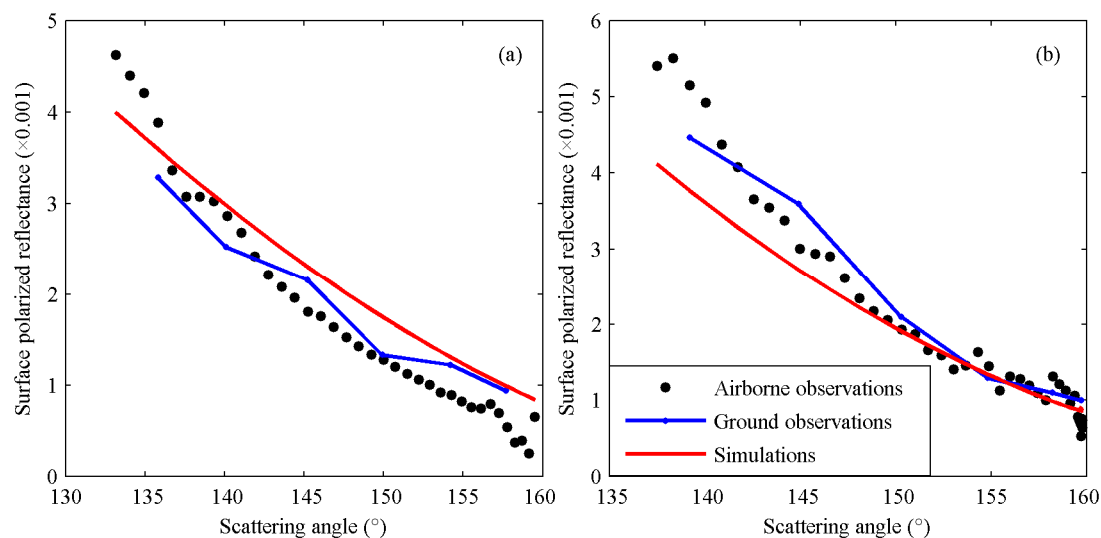 (a)
Surface polarized reflectance (×0.001)
5
4
3
2
1
0
130 135 140 145 150 155 160
Scattering angle (°)
(b)
Surface polarized reflectance (×0.001)
6
5
4
3
2
1
0
135 140 145 150 155 160
Scattering angle (°)
Airborne observations
Ground observations
Simulations